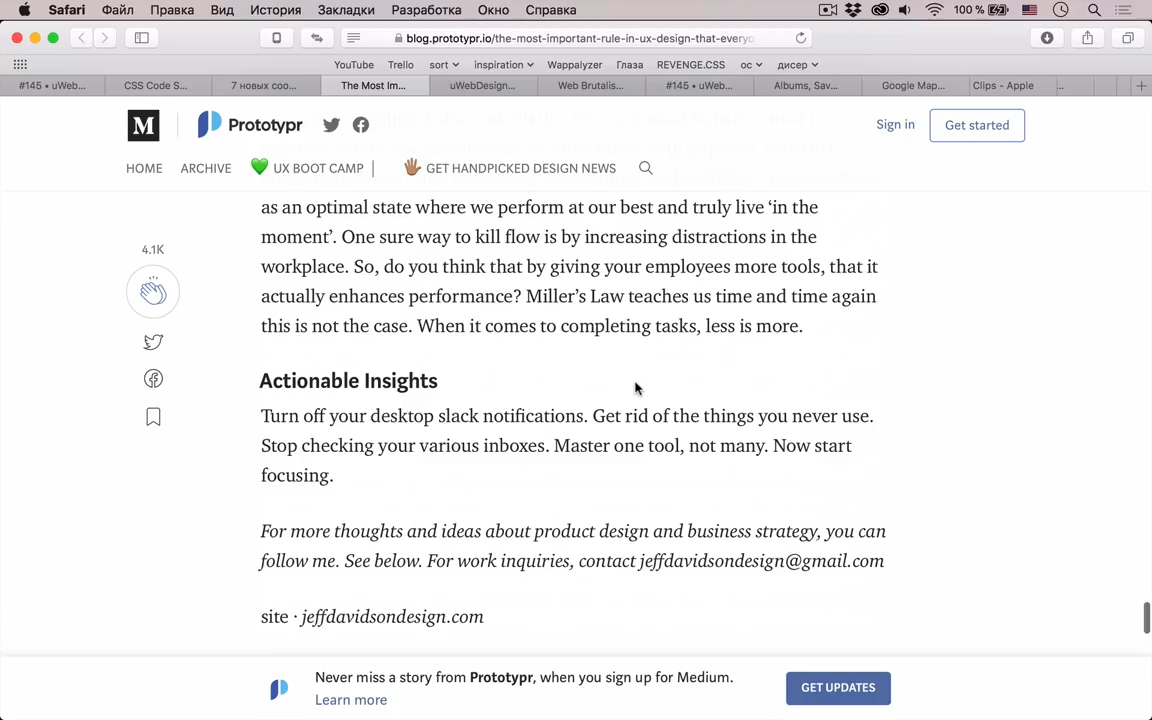 Safari Файл Правка Вид История Закладки Разработка Окно Справка 100 %
blog.prototypr.io/the-most-important-rule-in-ux-design-that-everyo
YouTube Trello sort inspiration Wappalyzer Глаза REVENGE.CSS ос дисер
#145 • uWeb... CSS Code S... 7 новых соо... The Most Im... uWebDesign... Web Brutalis... #145 • uWeb... Albums, Sav... Google Map... Clips - Apple ...
M Prototypr Sign in Get started
HOME ARCHIVE UX BOOT CAMP | GET HANDPICKED DESIGN NEWS
as an optimal state where we perform at our best and truly live ‘in the
moment’. One sure way to kill flow is by increasing distractions in the
workplace. So, do you think that by giving your employees more tools, that it
actually enhances performance? Miller’s Law teaches us time and time again
this is not the case. When it comes to completing tasks, less is more.
4.1K
Actionable Insights
Turn off your desktop slack notifications. Get rid of the things you never use.
Stop checking your various inboxes. Master one tool, not many. Now start
focusing.
For more thoughts and ideas about product design and business strategy, you can
follow me. See below. For work inquiries, contact jeffdavidsondesign@gmail.com
site · jeffdavidsondesign.com
Never miss a story from Prototypr, when you sign up for Medium.
Learn more
GET UPDATES